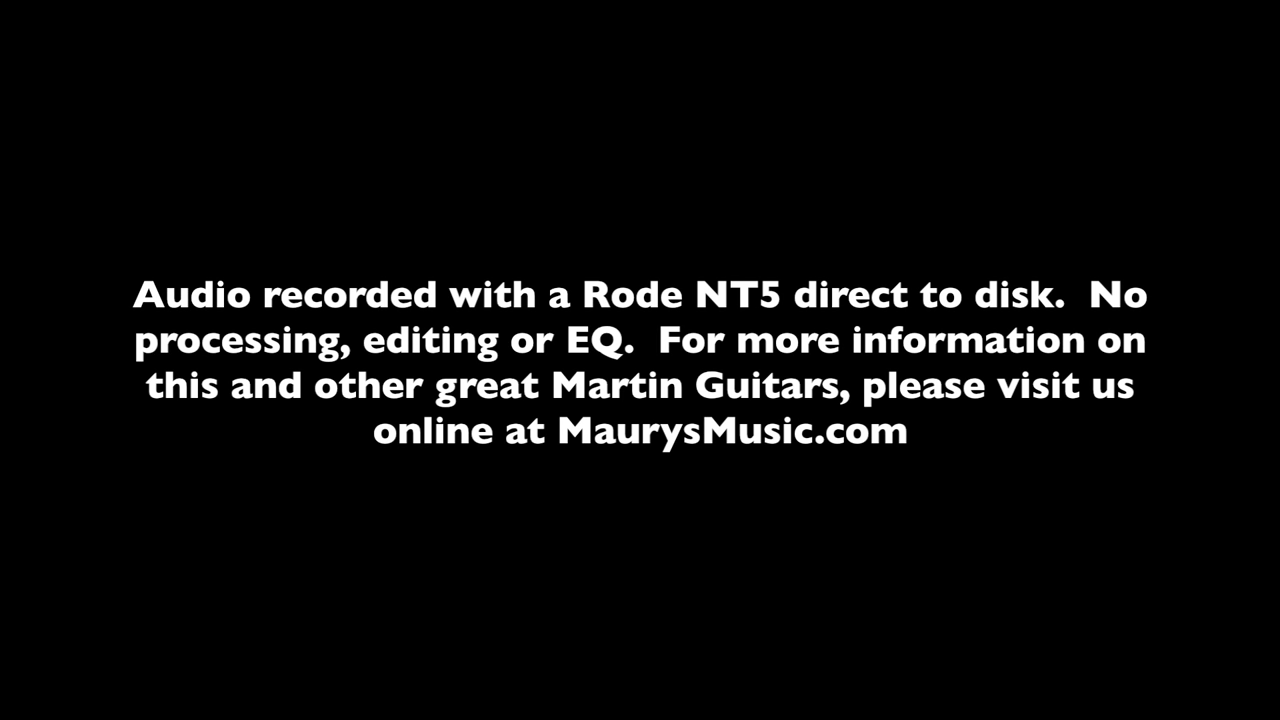 Audio recorded with a Rode NT5 direct to disk.  No
processing, editing or EQ.  For more information on
this and other great Martin Guitars, please visit us
online at MaurysMusic.com